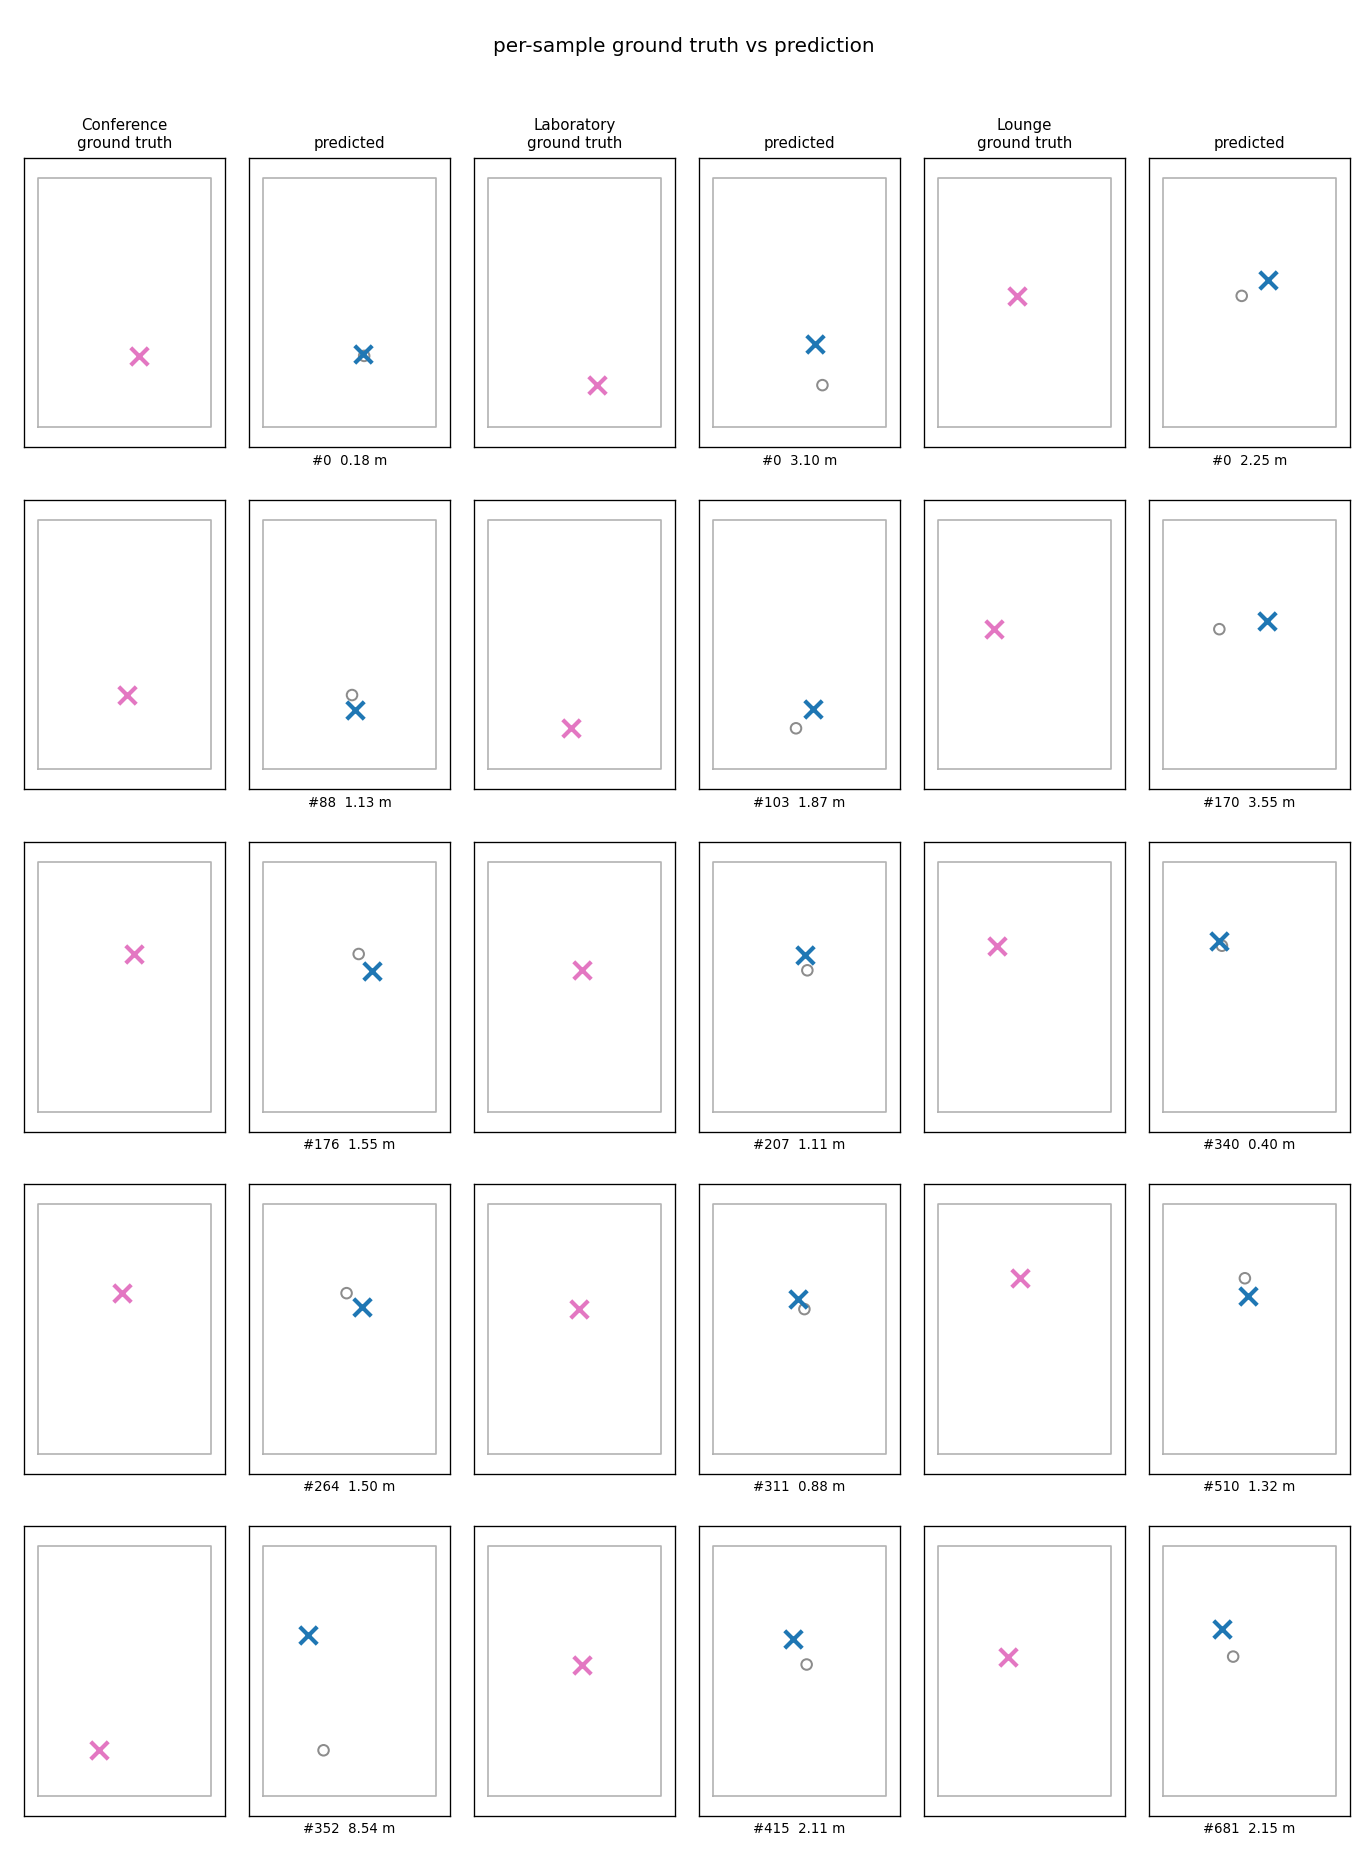 per-sample ground truth vs prediction
Conference
ground truth
predicted
Laboratory
ground truth
predicted
Lounge
ground truth
predicted
#0  0.18 m
#0  3.10 m
#0  2.25 m
#88  1.13 m
#103  1.87 m
#170  3.55 m
#176  1.55 m
#207  1.11 m
#340  0.40 m
#264  1.50 m
#311  0.88 m
#510  1.32 m
#352  8.54 m
#415  2.11 m
#681  2.15 m